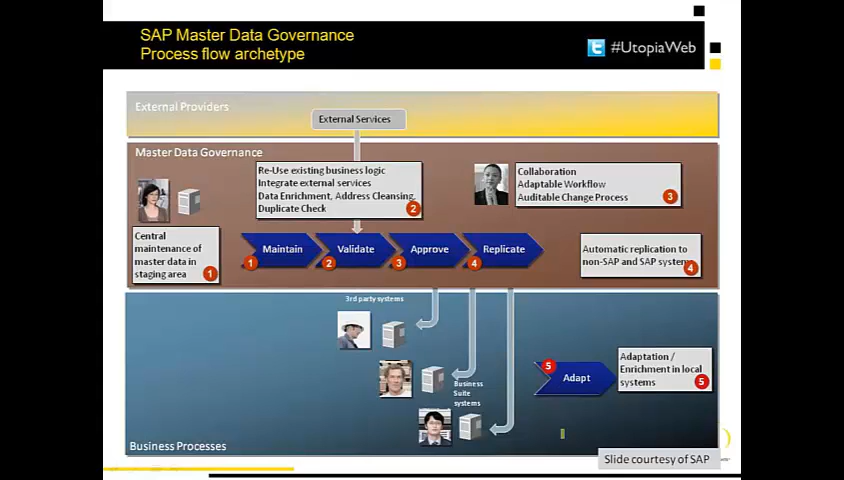 SAP Master Data Governance
Process flow archetype
#UtopiaWeb
External Providers
External Services
Master Data Governance
Re-Use existing business logic
Integrate external services
Data Enrichment, Address Cleansing,
Duplicate Check
2
Collaboration
Adaptable Workflow
Auditable Change Process
3
Central
maintenance of
master data in
staging area
1
Maintain
1
Validate
2
Approve
3
Replicate
4
Automatic replication to
non-SAP and SAP systems
4
3rd party systems
Business
Suite
systems
Adapt
5
Adaptation /
Enrichment in local
systems
5
Business Processes
Slide courtesy of SAP